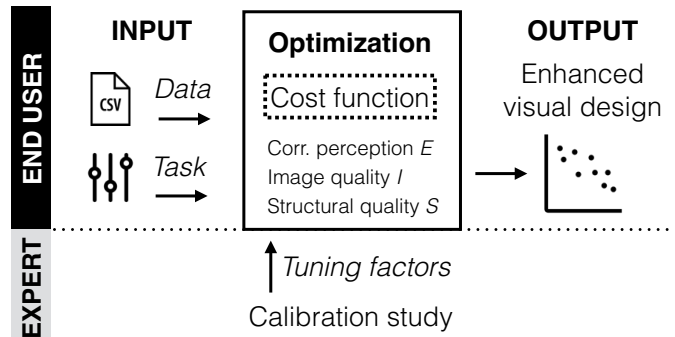 END USER
EXPERT
INPUT
CSV
Data
Task
Optimization
Cost function
Corr. perception E
Image quality I
Structural quality S
OUTPUT
Enhanced
visual design
Tuning factors
Calibration study